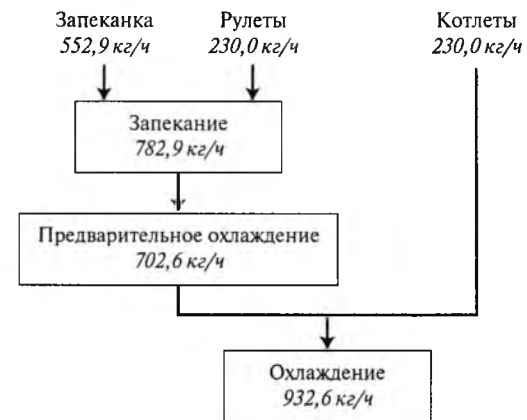 Запеканка
552,9 кг/ч
Рулеты
230,0 кг/ч
Котлеты
230,0 кг/ч
Запекание
782,9 кг/ч
Предварительное охлаждение
702,6 кг/ч
Охлаждение
932,6 кг/ч